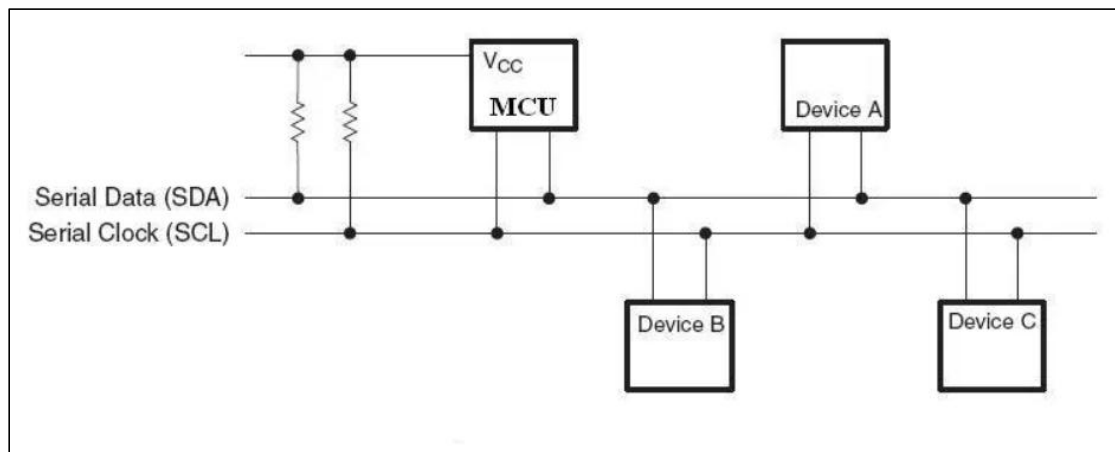 VCC
MCU
Device A
Serial Data (SDA)
Serial Clock (SCL)
Device B
Device C